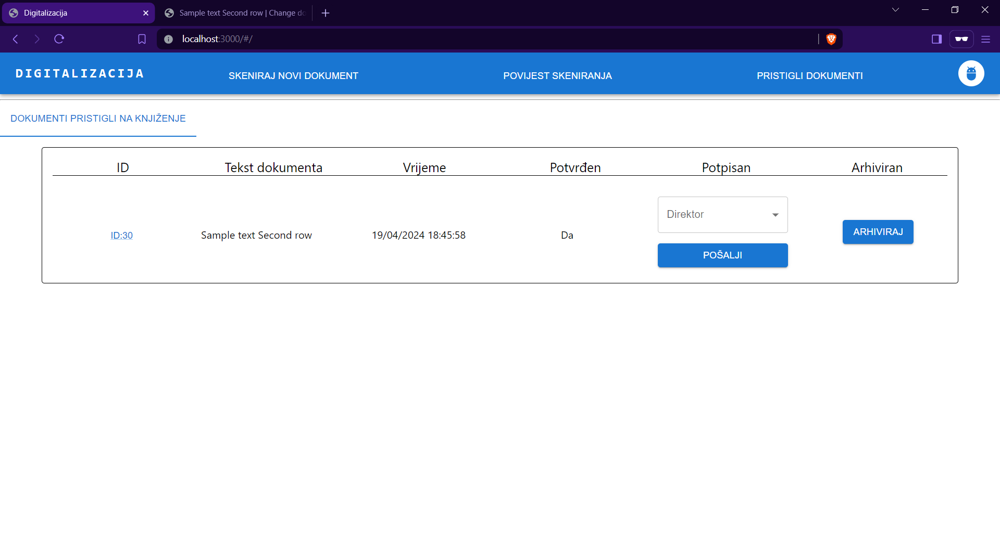 Digitalizacija
Sample text Second row | Change do
localhost:3000/#/
DIGITALIZACIJA
SKENIRAJ NOVI DOKUMENT
POVIJEST SKENIRANJA
PRISTIGLI DOKUMENTI
DOKUMENTI PRISTIGLI NA KNJIŽENJE
ID Tekst dokumenta Vrijeme Potvrđen Potpisan Arhiviran
ID:30 Sample text Second row 19/04/2024 18:45:58 Da
Direktor
POŠALJI
ARHIVIRAJ